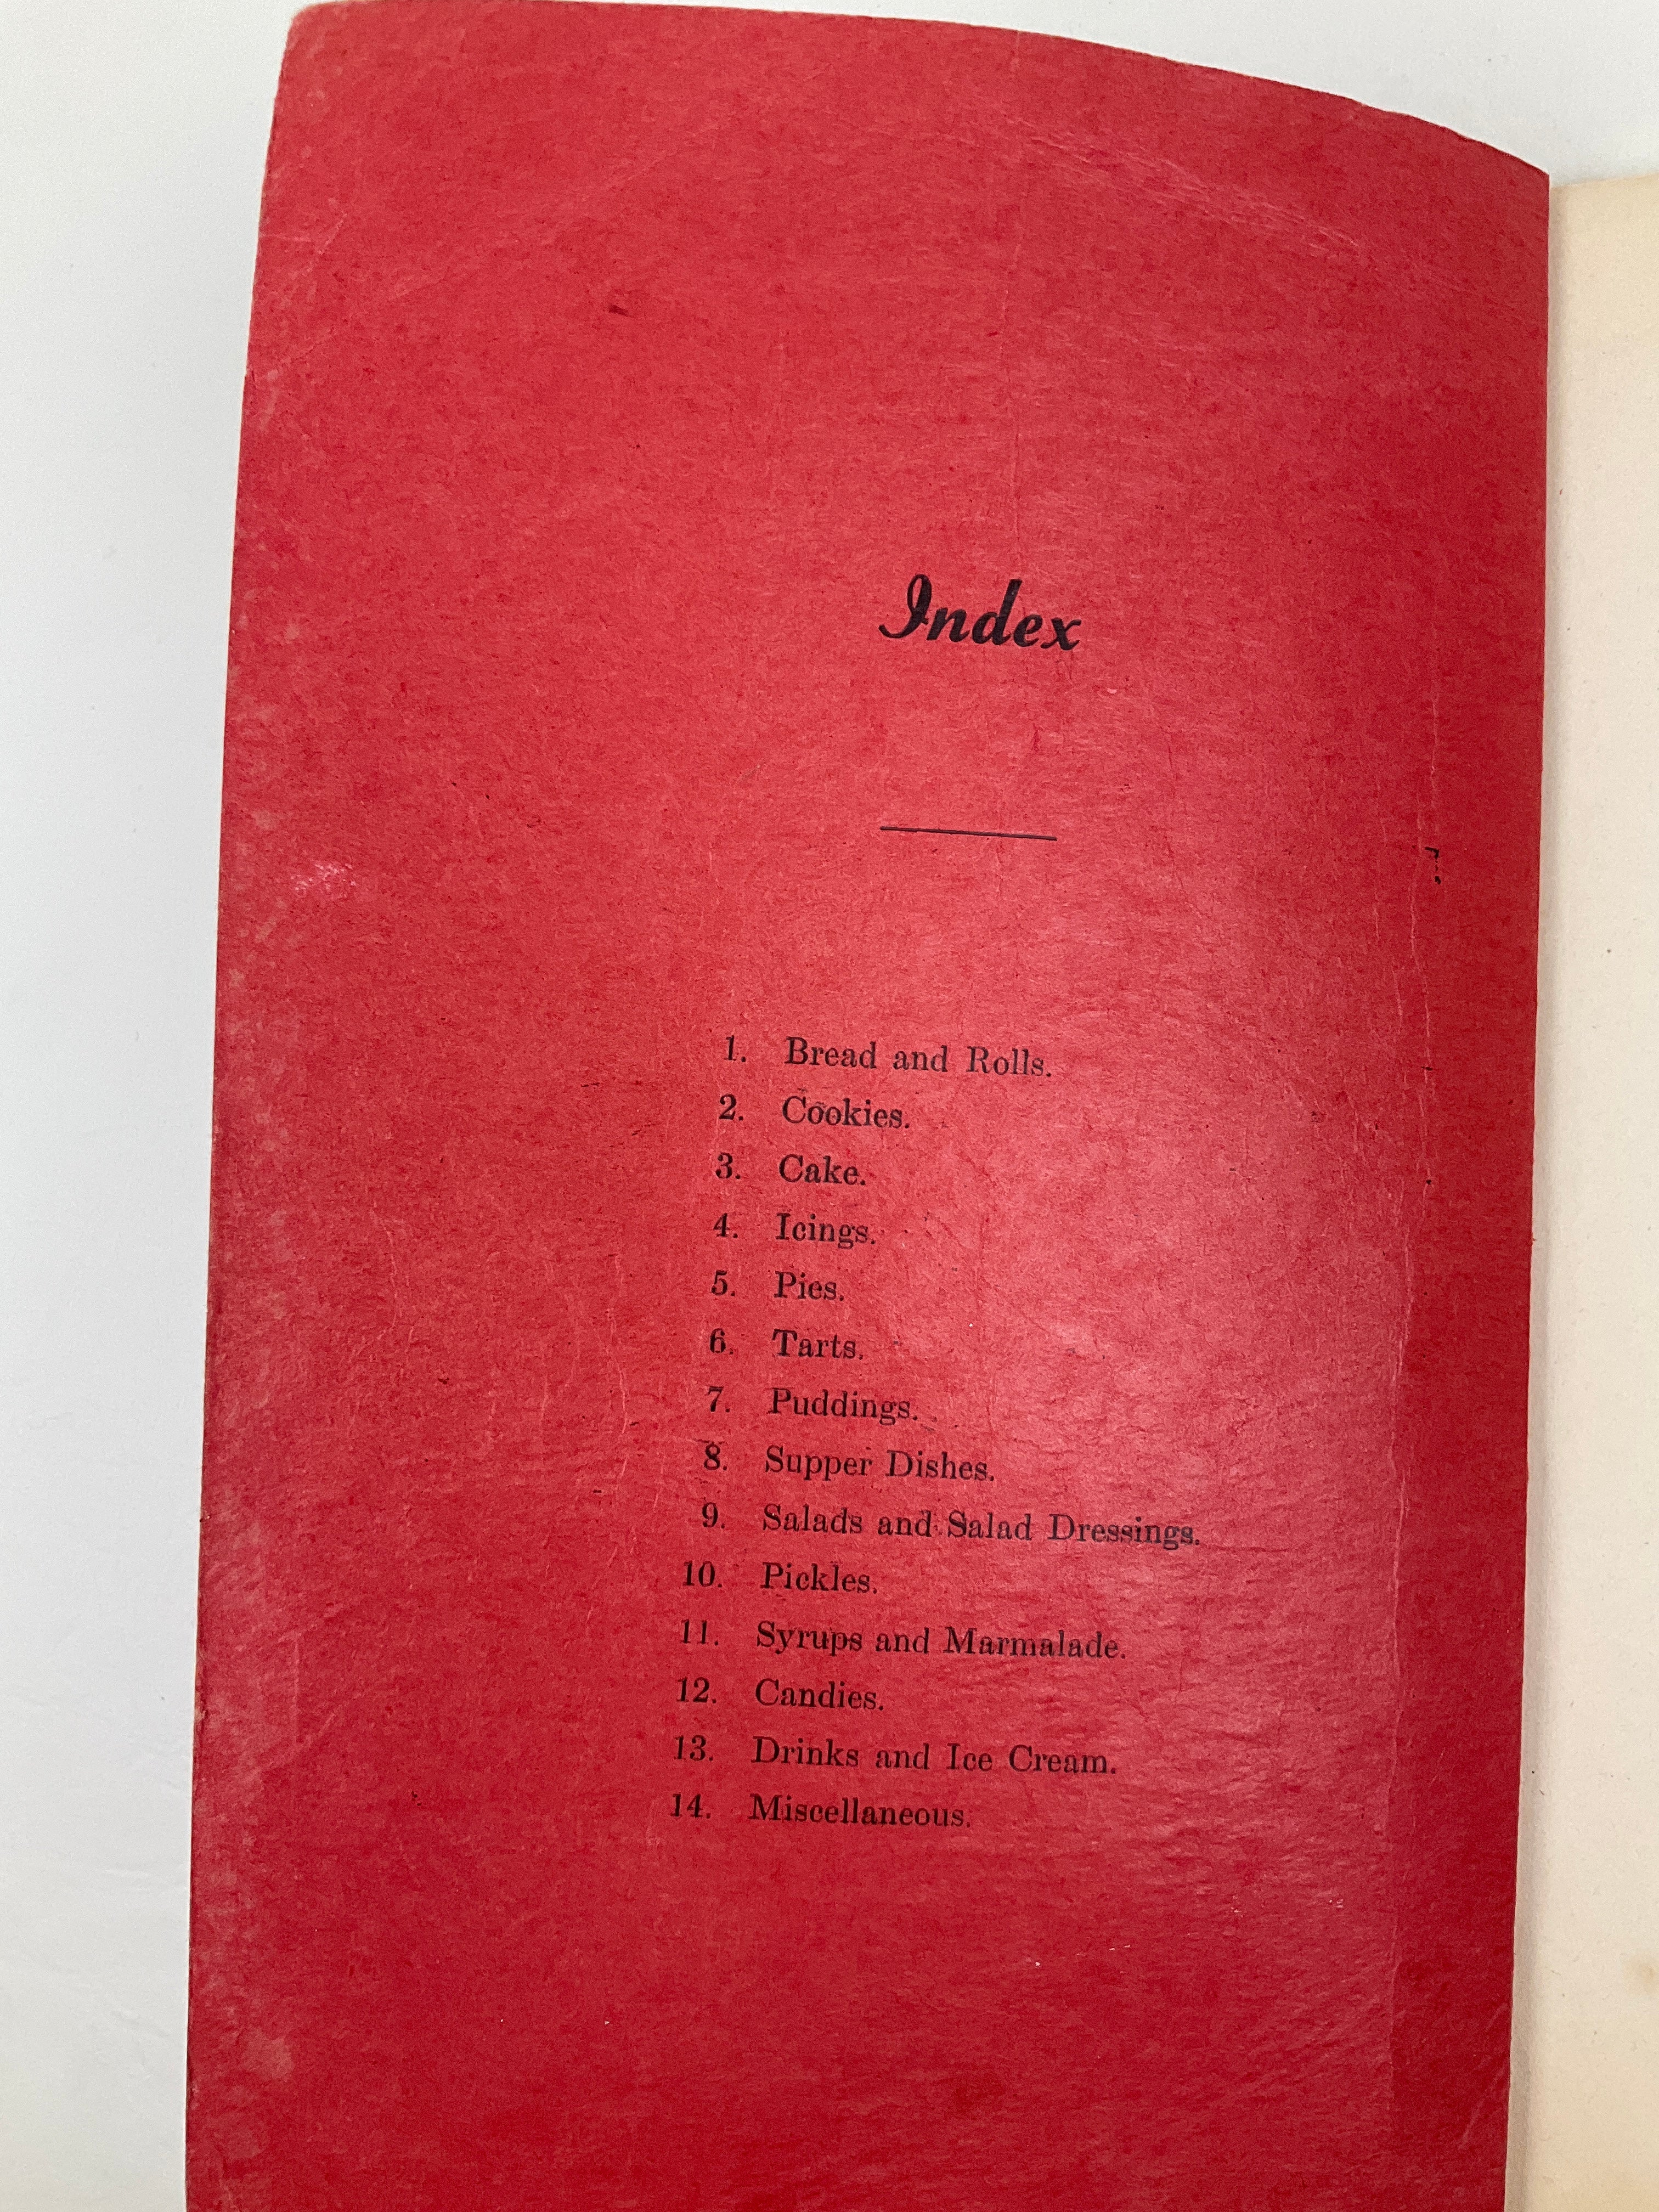 Index
1. Bread and Rolls.
2. Cookies.
3. Cake.
4. Icings.
5. Pies.
6. Tarts.
7. Puddings.
8. Supper Dishes.
9. Salads and Salad Dressings.
10. Pickles.
11. Syrups and Marmalade.
12. Candies.
13. Drinks and Ice Cream.
14. Miscellaneous.